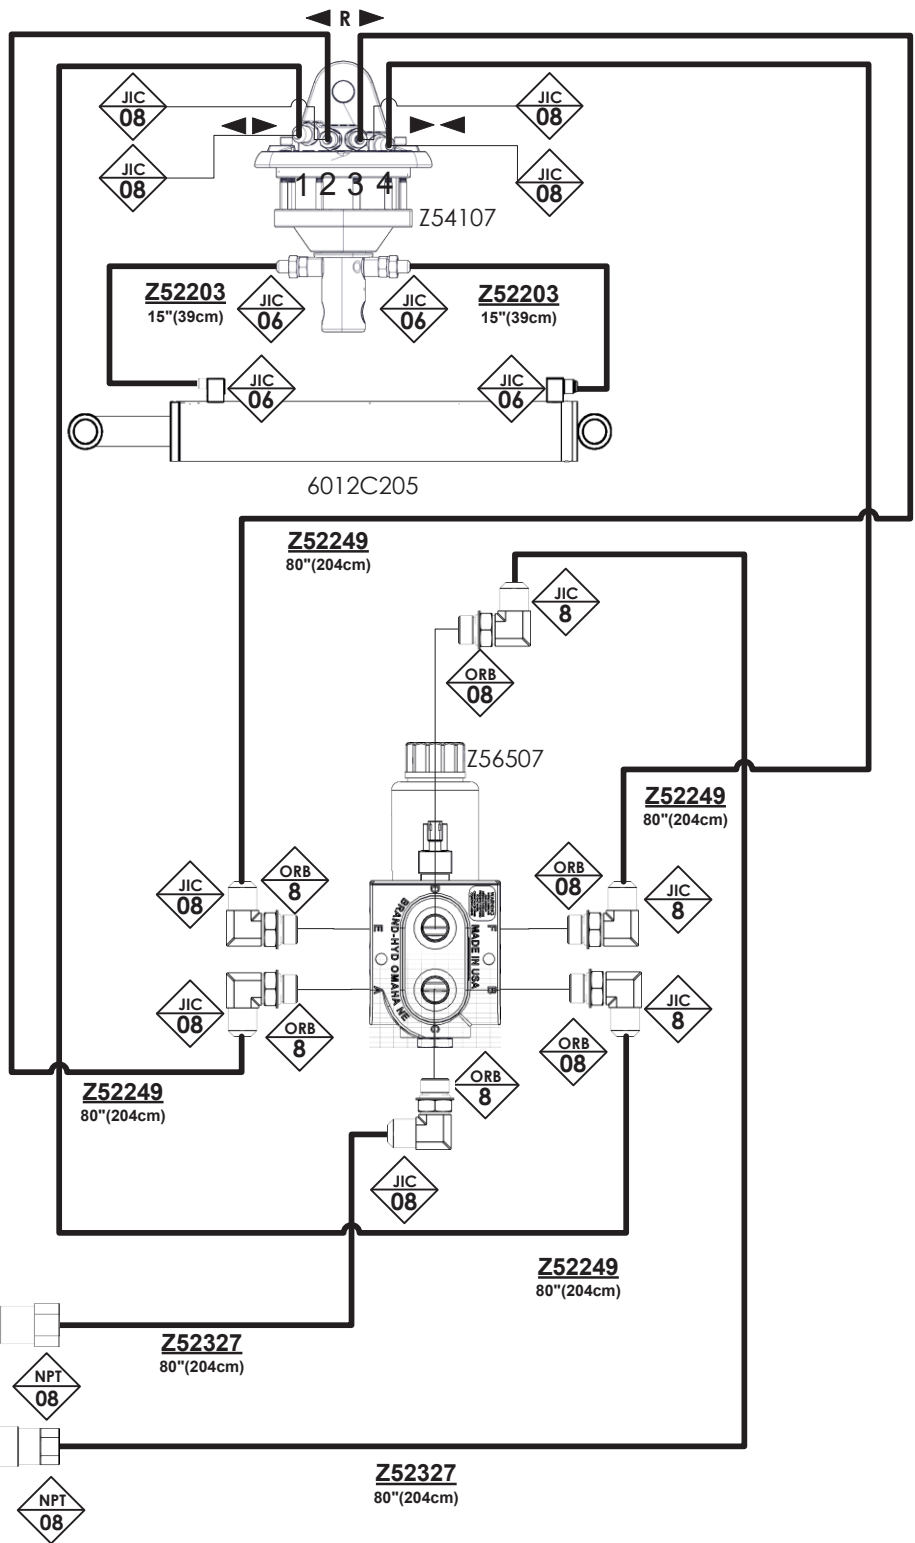 R
JIC
08
JIC
08
JIC
08
JIC
08
1 2 3 4
Z54107
Z52203
15"(39cm)
JIC
06
JIC
06
Z52203
15"(39cm)
JIC
06
JIC
06
6012C205
Z52249
80"(204cm)
JIC
8
ORB
08
Z56507
Z52249
80"(204cm)
JIC
08
ORB
8
ORB
08
JIC
8
E
BRAND-HYD OMAHA NE
MADE IN USA
F
A
B
C
JIC
08
ORB
8
ORB
08
JIC
8
Z52249
80"(204cm)
ORB
8
JIC
08
Z52249
80"(204cm)
Z52327
80"(204cm)
NPT
08
Z52327
80"(204cm)
NPT
08